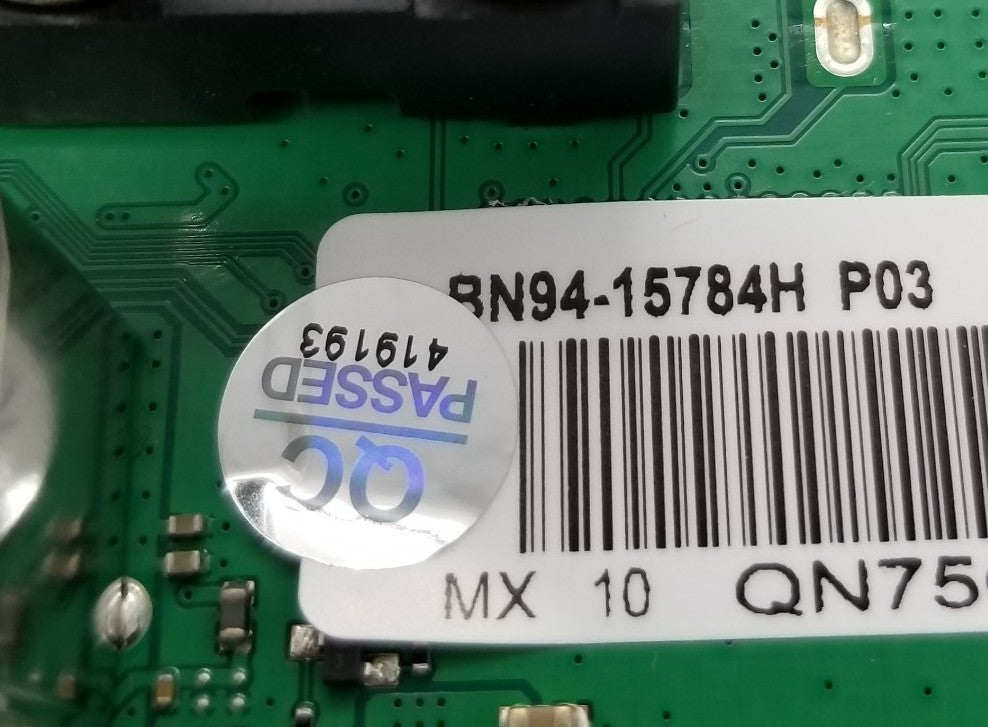 BN94-15784H P03
419193
PASSED
QC
MX 10 QN75